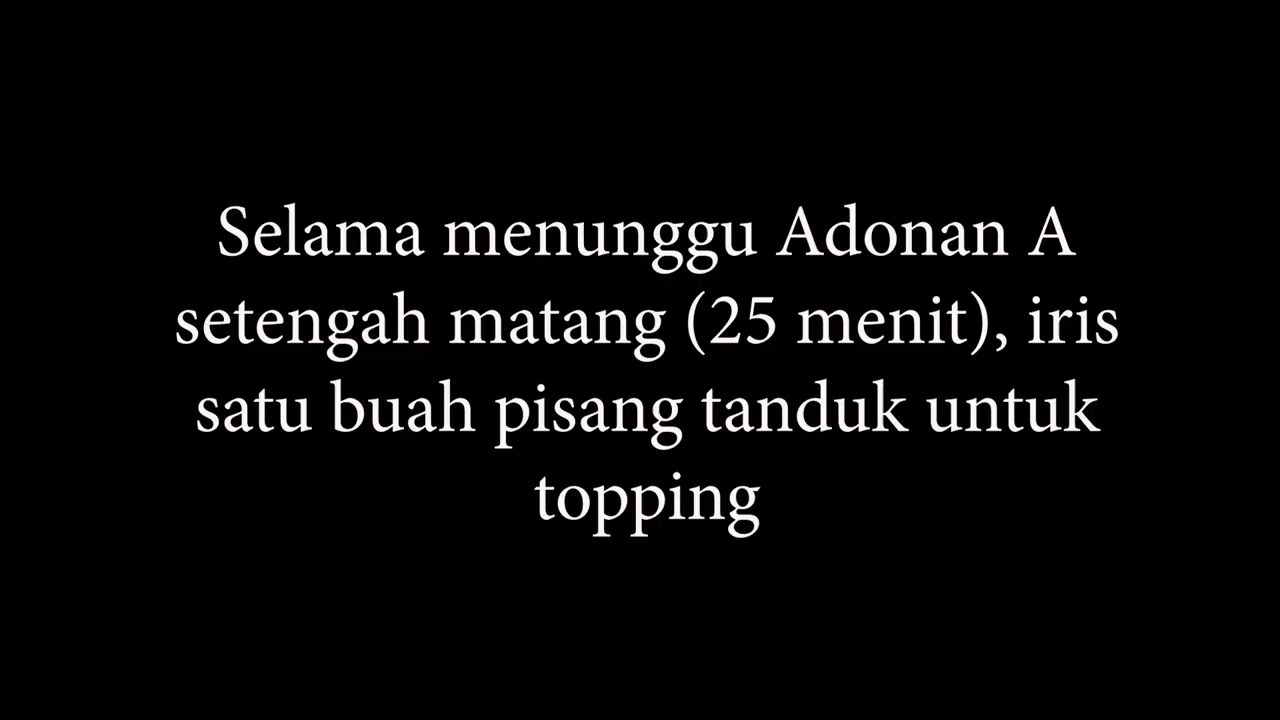 Selama menunggu Adonan A
setengah matang (25 menit), iris
satu buah pisang tanduk untuk
topping